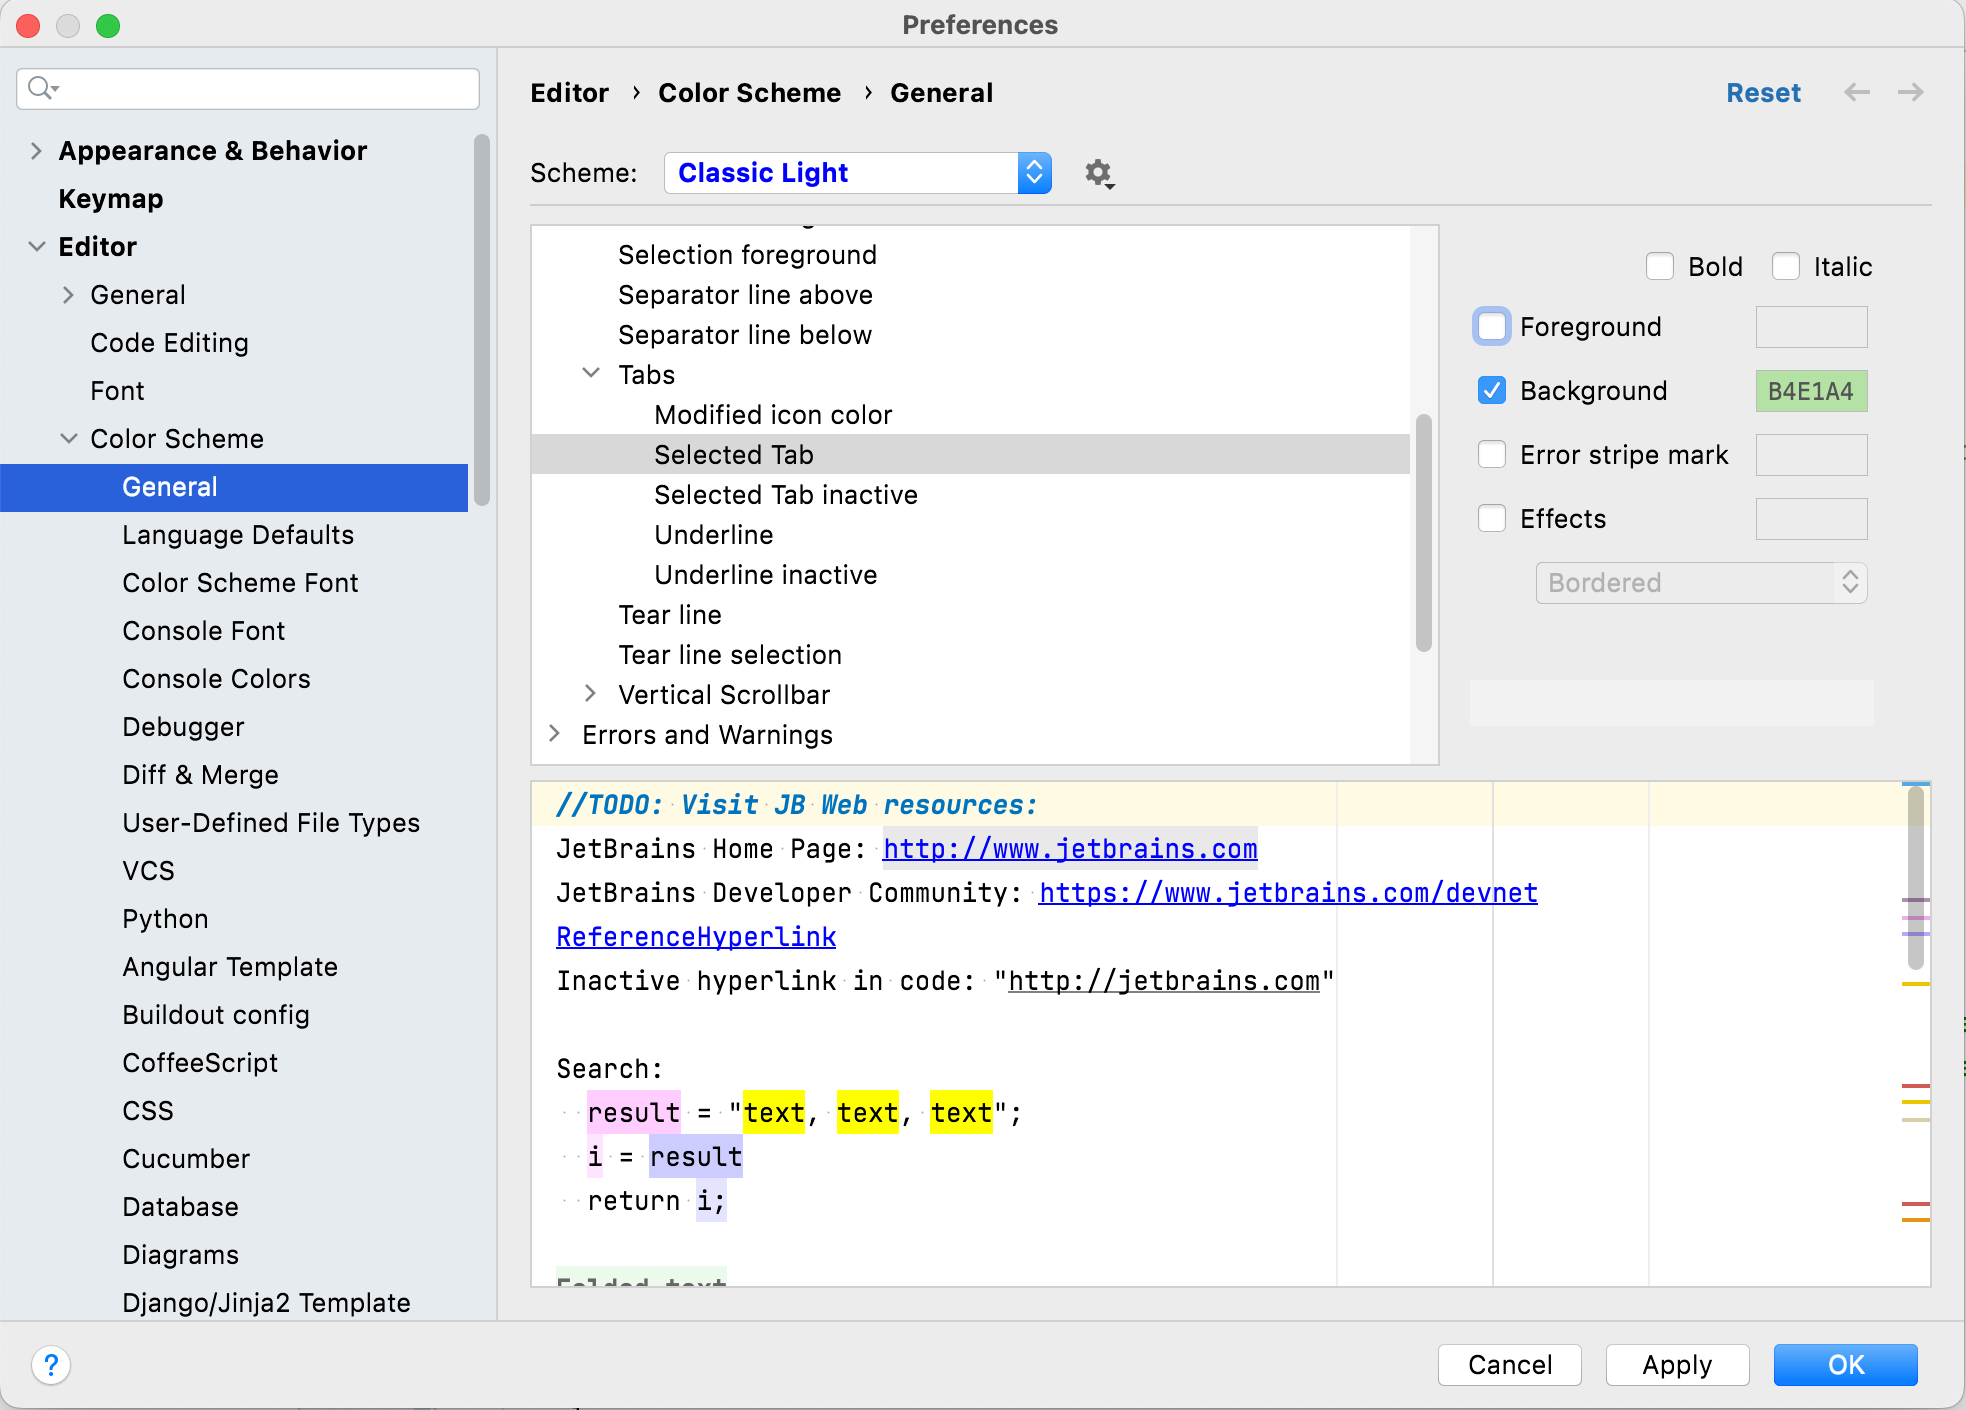 Preferences
Appearance & Behavior
Keymap
Editor
General
Code Editing
Font
Color Scheme
General
Language Defaults
Color Scheme Font
Console Font
Console Colors
Debugger
Diff & Merge
User-Defined File Types
VCS
Python
Angular Template
Buildout config
CoffeeScript
CSS
Cucumber
Database
Diagrams
Django/Jinja2 Template
Editor › Color Scheme › General
Reset
Scheme: Classic Light
Selection foreground
Separator line above
Separator line below
Tabs
Modified icon color
Selected Tab
Selected Tab inactive
Underline
Underline inactive
Tear line
Tear line selection
Vertical Scrollbar
Errors and Warnings
Bold Italic
Foreground
Background B4E1A4
Error stripe mark
Effects
Bordered
//TODO: Visit JB Web resources:
JetBrains Home Page: http://www.jetbrains.com
JetBrains Developer Community: https://www.jetbrains.com/devnet
ReferenceHyperlink
Inactive hyperlink in code: "http://jetbrains.com"
Search:
result = "text, text, text";
i = result
return i;
Folded text
?
Cancel Apply OK